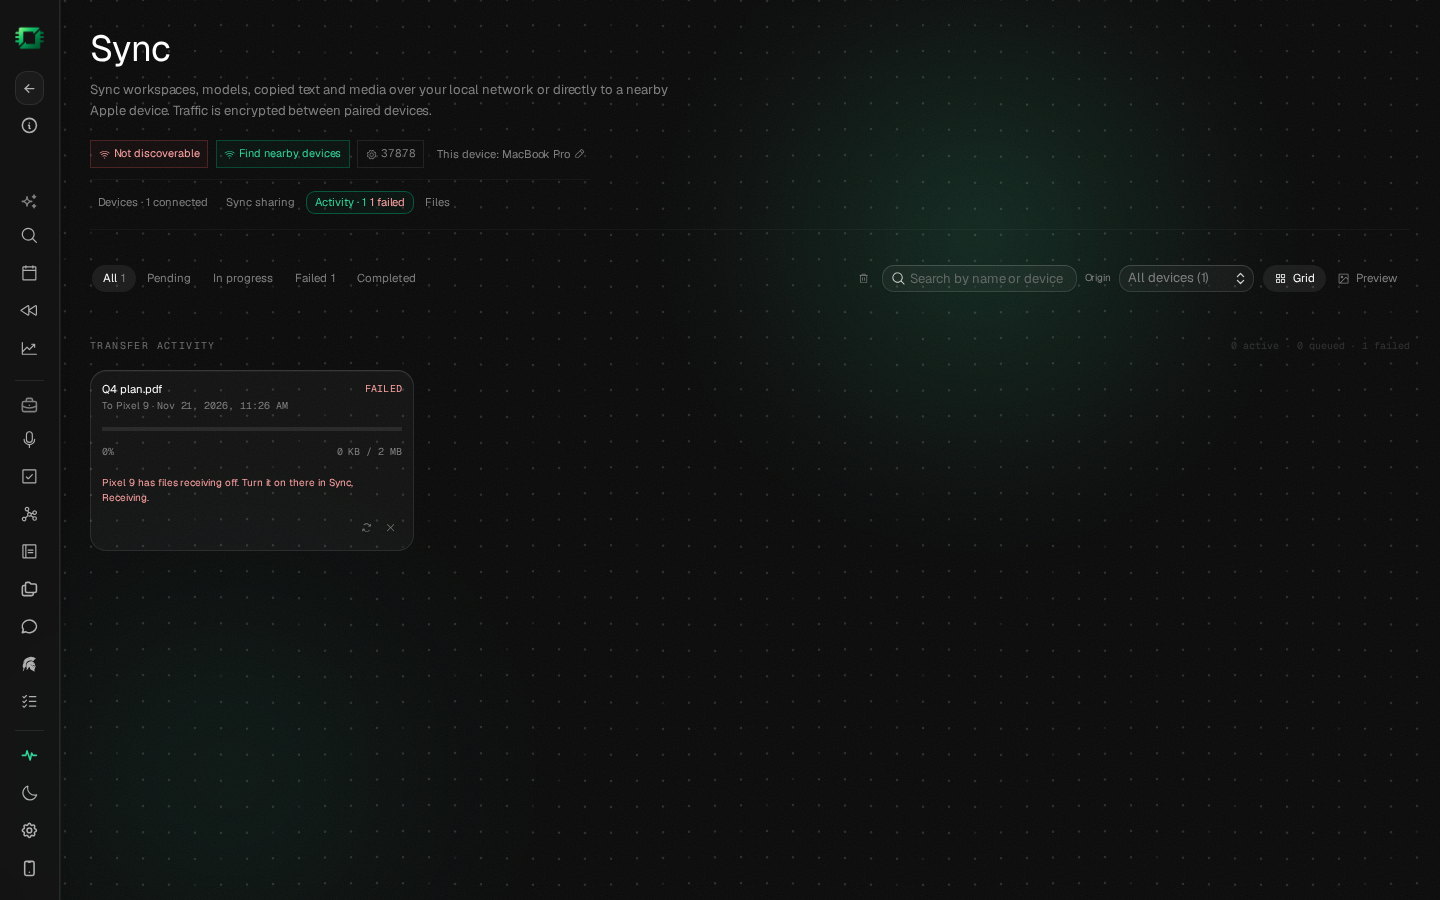 Sync
Sync workspaces, models, copied text and media over your local network or directly to a nearby
Apple device. Traffic is encrypted between paired devices.
Not discoverable
Find nearby devices
37878
This device: MacBook Pro
Devices · 1 connected
Sync sharing
Activity · 1 1 failed
Files
All 1
Pending
In progress
Failed 1
Completed
Search by name or device
Origin
All devices (1)
Grid
Preview
TRANSFER ACTIVITY
0 active · 0 queued · 1 failed
Q4 plan.pdf
FAILED
To Pixel 9 · Nov 21, 2026, 11:26 AM
0%
0 KB / 2 MB
Pixel 9 has files receiving off. Turn it on there in Sync,
Receiving.